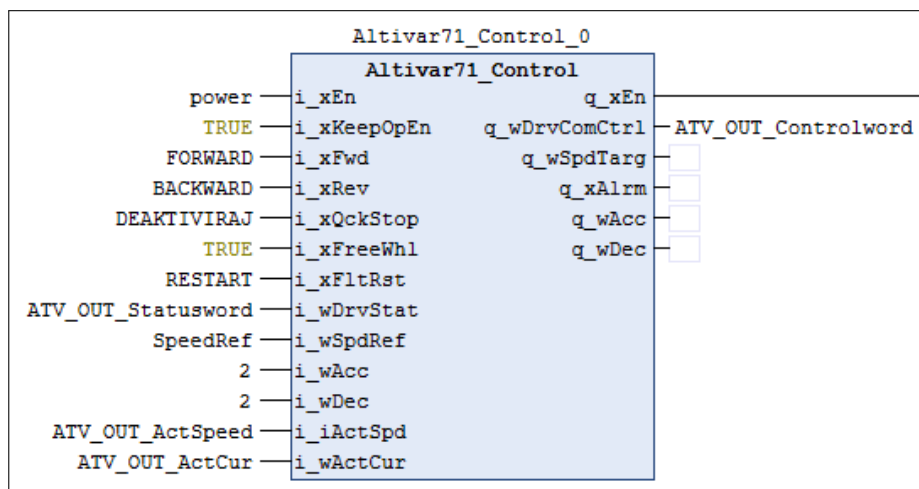 Altivar71_Control_0
Altivar71_Control
power i_xEn q_xEn
TRUE i_xKeepOpEn q_wDrvComCtrl ATV_OUT_Controlword
FORWARD i_xFwd q_wSpdTarg
BACKWARD i_xRev q_xAlrm
DEAKTIVIRAJ i_xQckStop q_wAcc
TRUE i_xFreeWhl q_wDec
RESTART i_xFltRst
ATV_OUT_Statusword i_wDrvStat
SpeedRef i_wSpdRef
2 i_wAcc
2 i_wDec
ATV_OUT_ActSpeed i_iActSpd
ATV_OUT_ActCur i_wActCur